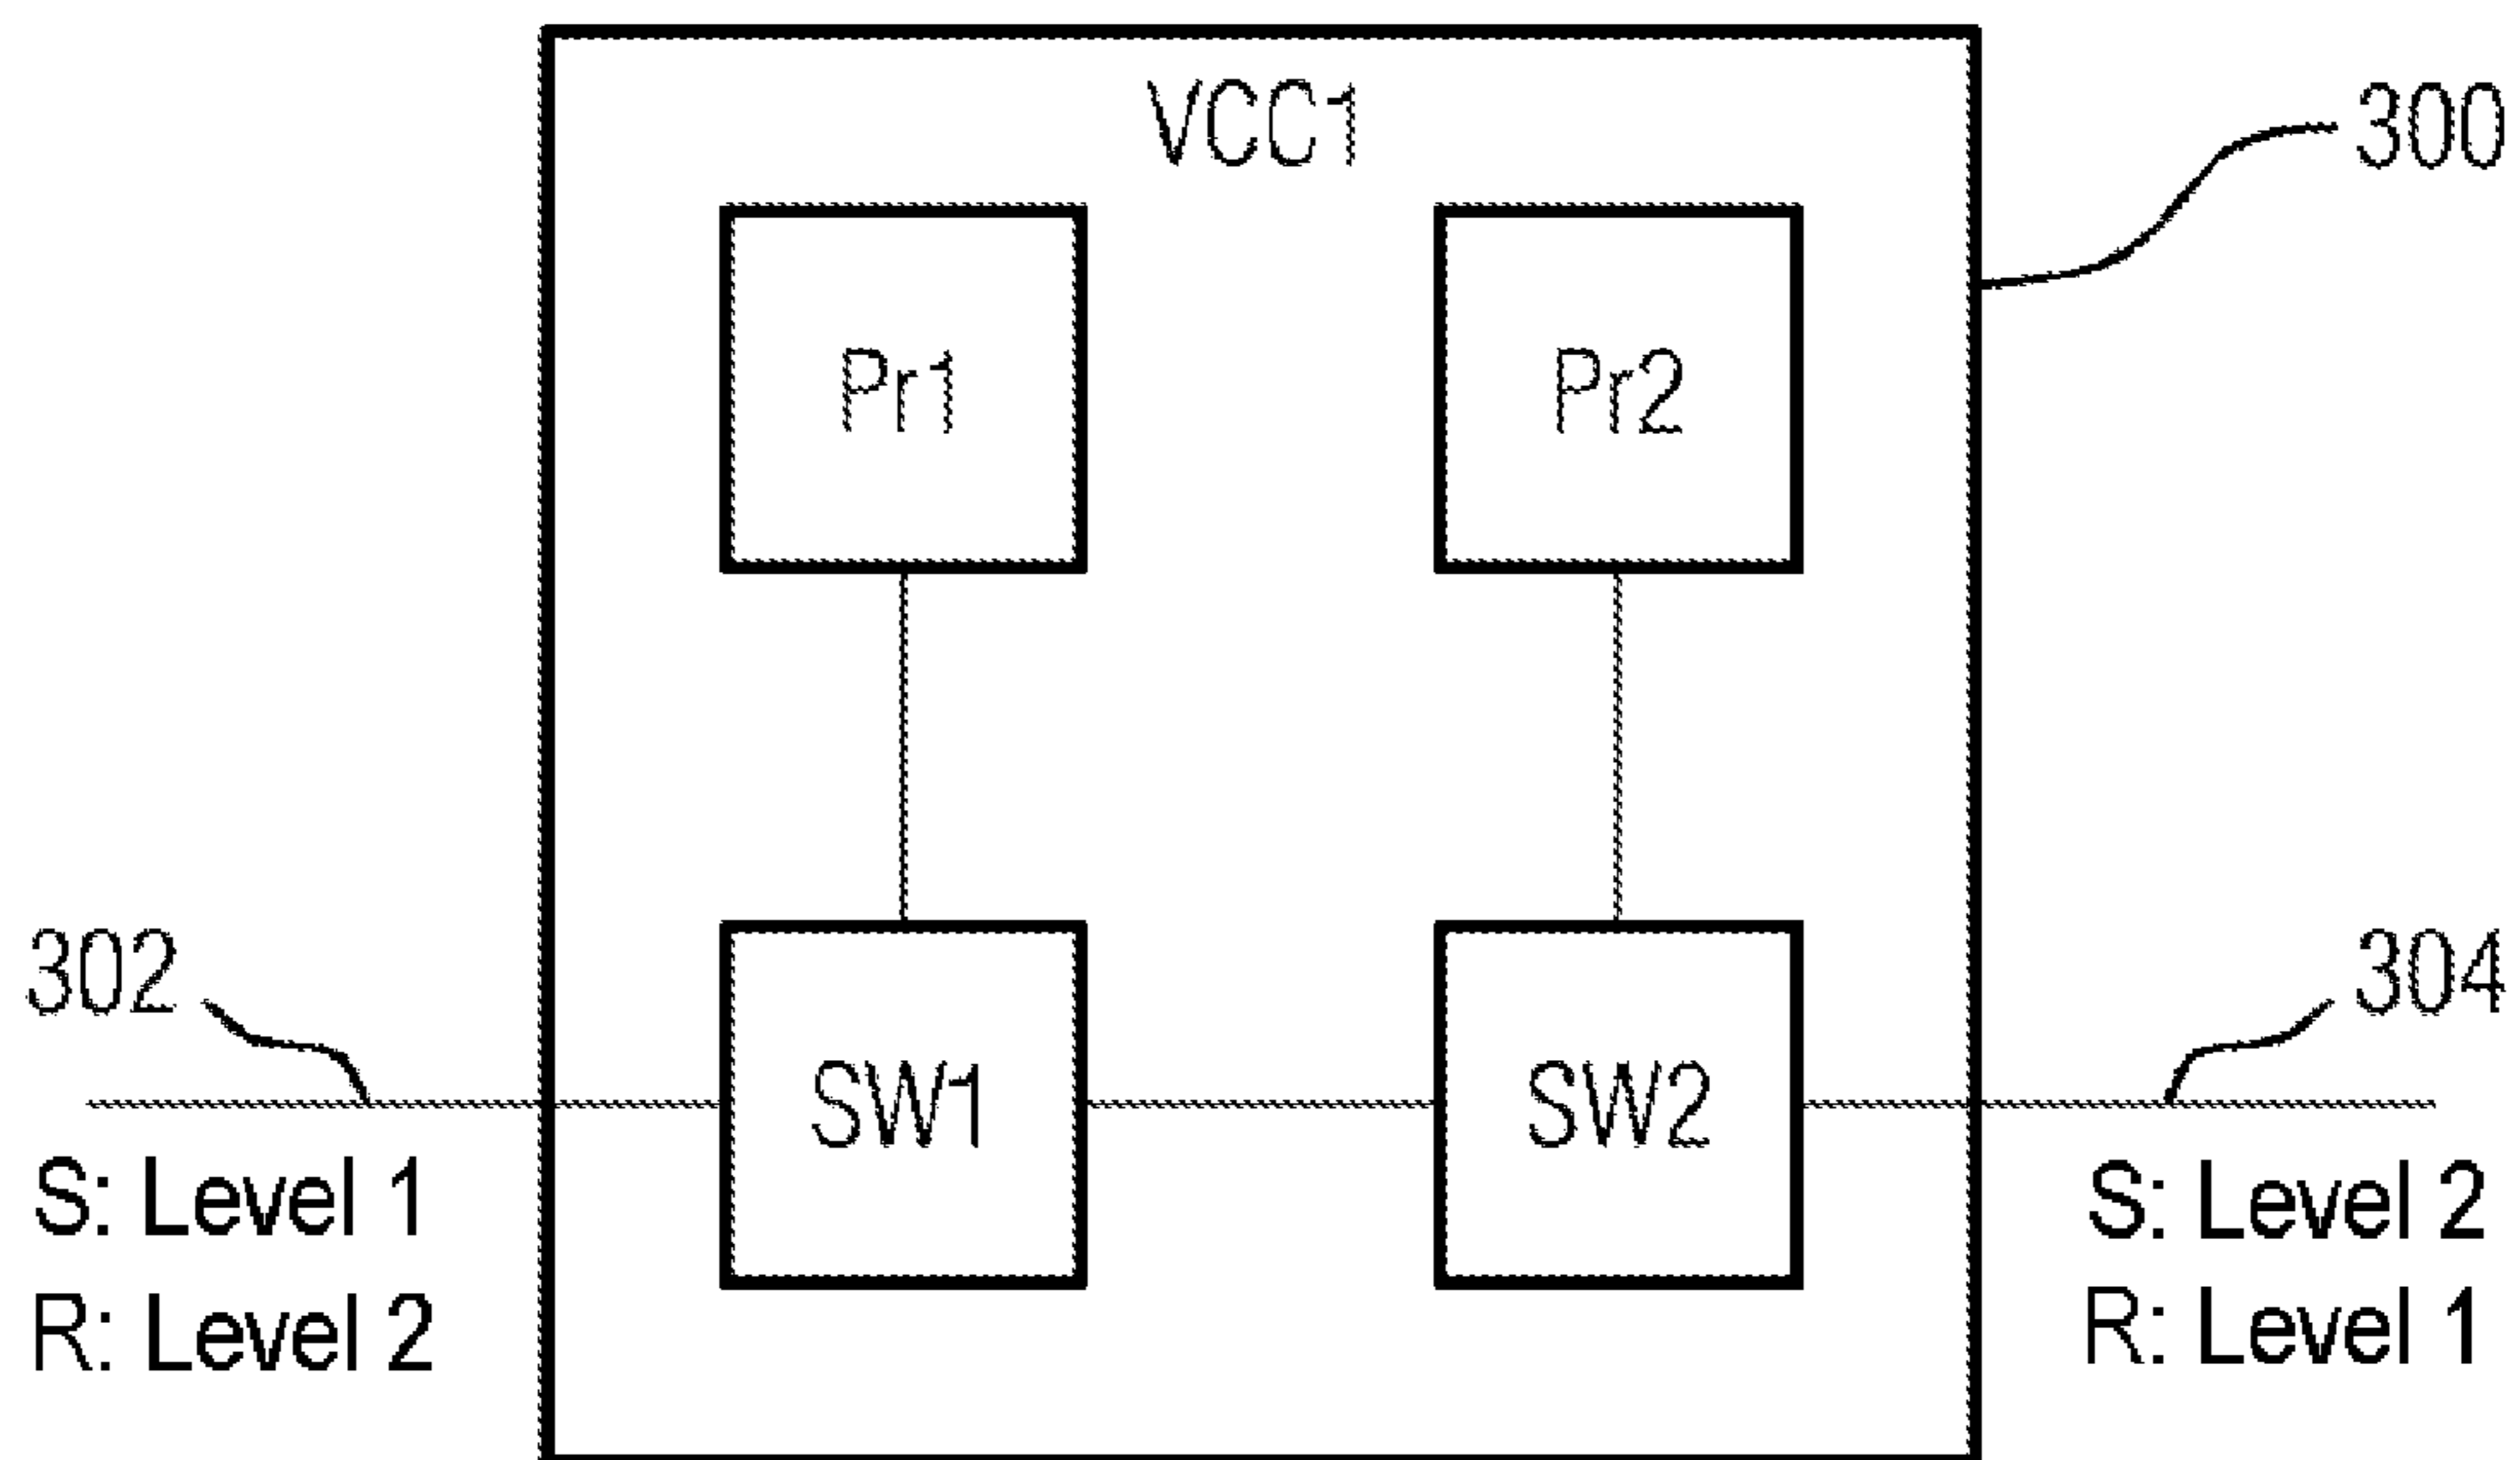 VCC1
300
Pr1
Pr2
302
304
SW1
SW2
S: Level 1
R: Level 2
S: Level 2
R: Level 1